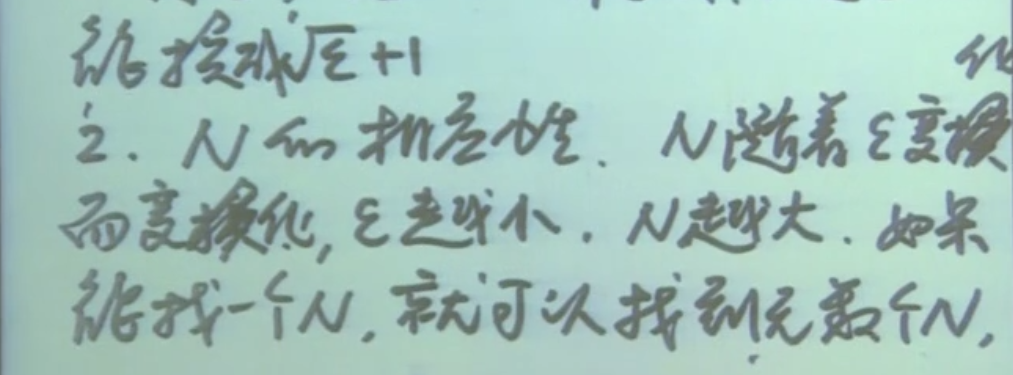 能换成√ε+1
2. N的相应性. N随着ε变换
而变化, ε越小. N越大. 如果
能找一个N, 就可以找到无数个N,